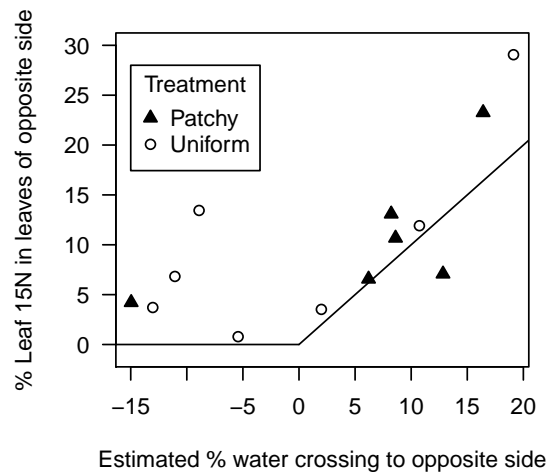 % Leaf 15N in leaves of opposite side
30
25
20
15
10
5
0
Treatment
Patchy
Uniform
−15
−5
0
5
10
15
20
Estimated % water crossing to opposite side